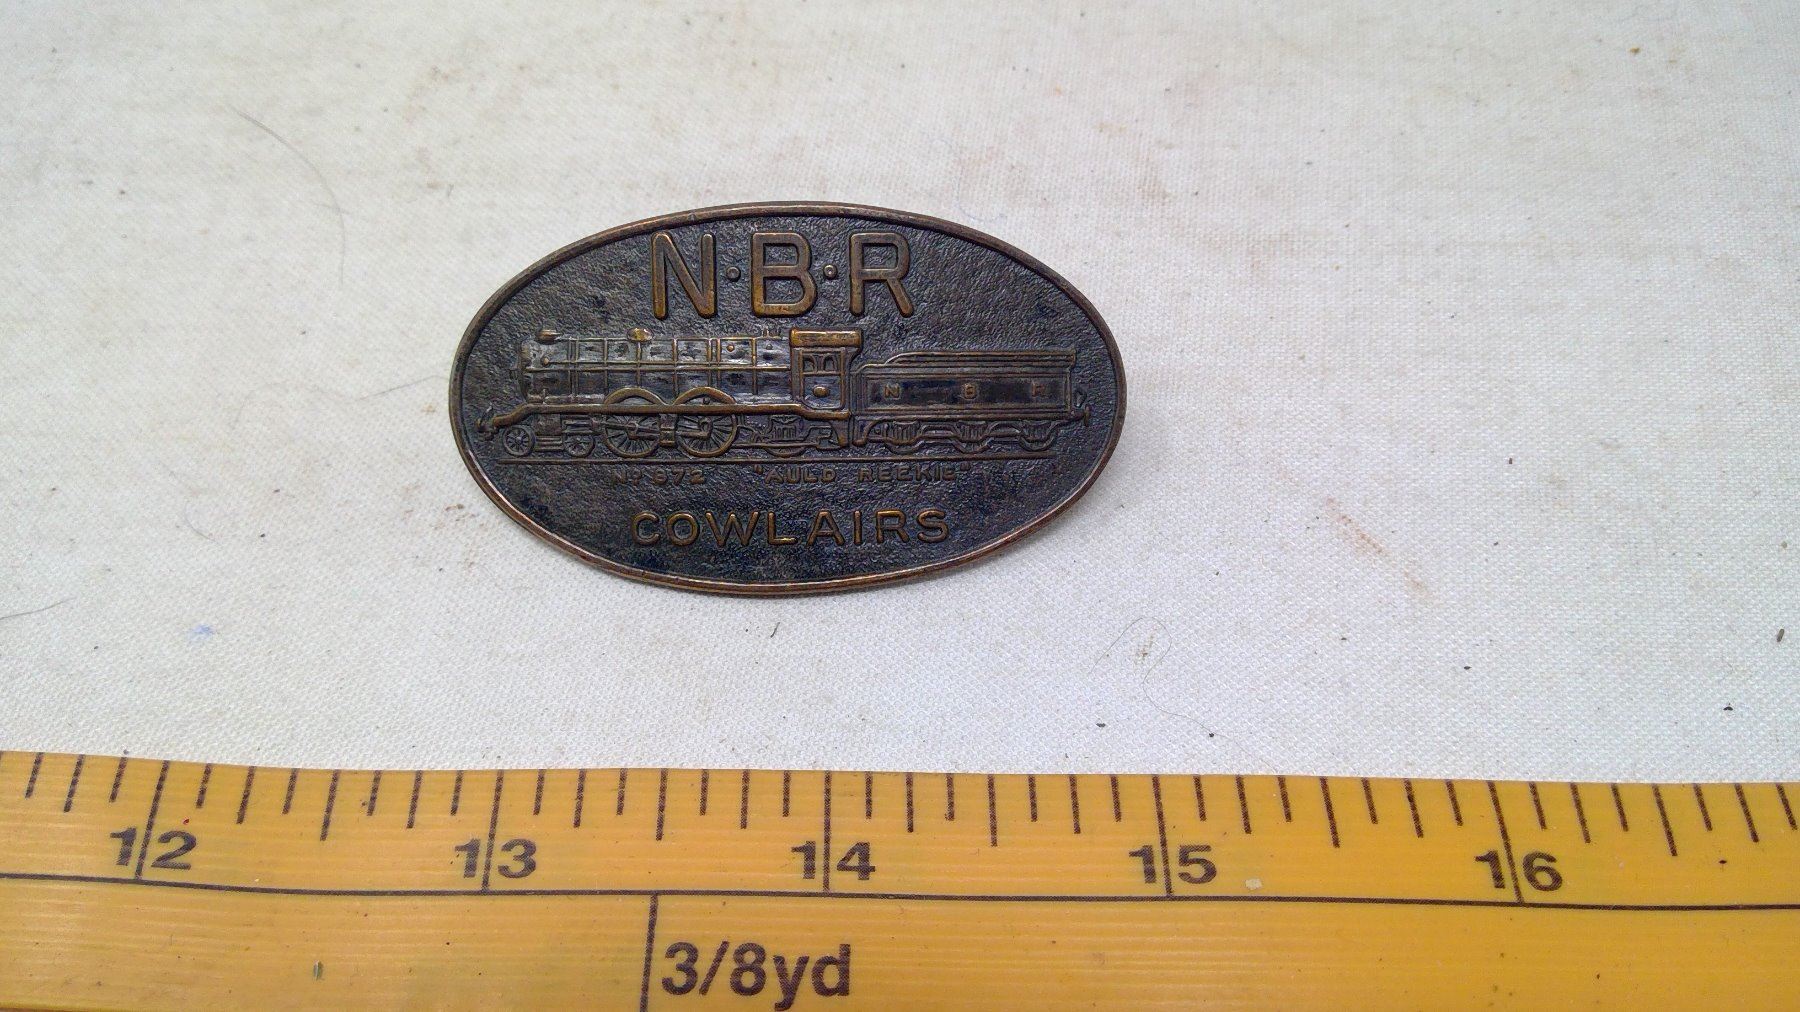 N·B·R
N B R
No 872 "AULD REEKIE"
COWLAIRS
12 13 14 15 16
3/8yd